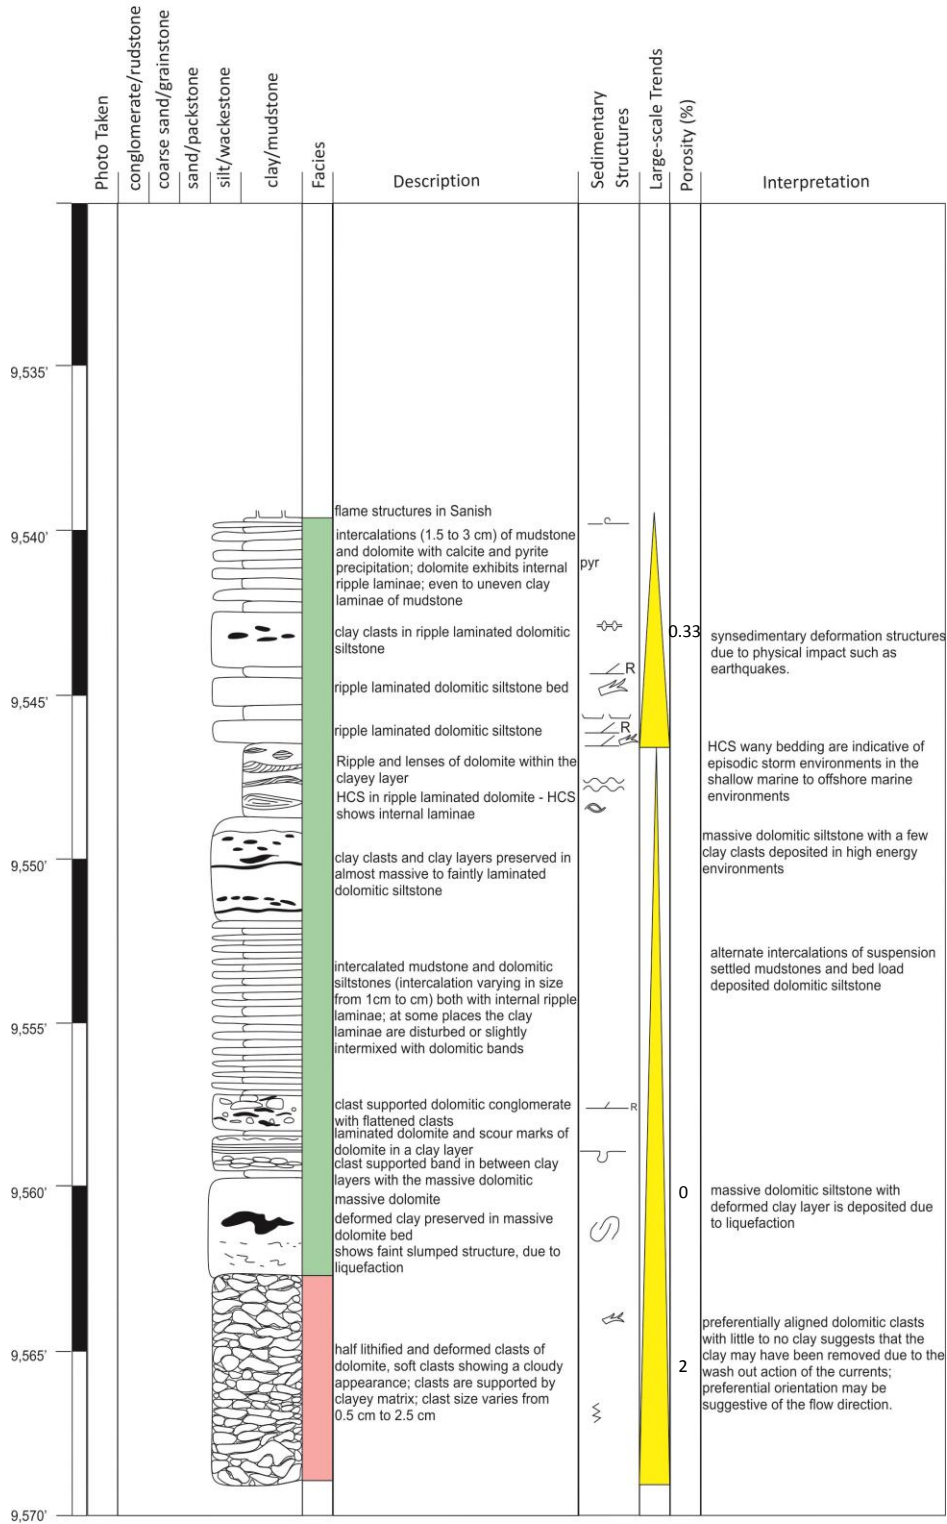 Photo Taken
conglomerate/rudstone
coarse sand/grainstone
sand/packstone
silt/wackestone
clay/mudstone
Facies
Description
Sedimentary
Structures
Large-scale Trends
Porosity (%)
Interpretation
9,535'
flame structures in Sanish
9,540'
intercalations (1.5 to 3 cm) of mudstone
and dolomite with calcite and pyrite
precipitation; dolomite exhibits internal
ripple laminae; even to uneven clay
laminae of mudstone
pyr
clay clasts in ripple laminated dolomitic
siltstone
0.33
synsedimentary deformation structures
due to physical impact such as
earthquakes.
R
ripple laminated dolomitic siltstone bed
9,545'
ripple laminated dolomitic siltstone
R
Ripple and lenses of dolomite within the
clayey layer
HCS in ripple laminated dolomite - HCS
shows internal laminae
HCS wany bedding are indicative of
episodic storm environments in the
shallow marine to offshore marine
environments
9,550'
clay clasts and clay layers preserved in
almost massive to faintly laminated
dolomitic siltstone
massive dolomitic siltstone with a few
clay clasts deposited in high energy
environments
intercalated mudstone and dolomitic
siltstones (intercalation varying in size
from 1cm to cm) both with internal ripple
laminae; at some places the clay
laminae are disturbed or slightly
intermixed with dolomitic bands
alternate intercalations of suspension
settled mudstones and bed load
deposited dolomitic siltstone
9,555'
clast supported dolomitic conglomerate
with flattened clasts
R
laminated dolomite and scour marks of
dolomite in a clay layer
clast supported band in between clay
layers with the massive dolomitic
9,560'
massive dolomite
deformed clay preserved in massive
dolomite bed
shows faint slumped structure, due to
liquefaction
0
massive dolomitic siltstone with
deformed clay layer is deposited due
to liquefaction
9,565'
half lithified and deformed clasts of
dolomite, soft clasts showing a cloudy
appearance; clasts are supported by
clayey matrix; clast size varies from
0.5 cm to 2.5 cm
2
preferentially aligned dolomitic clasts
with little to no clay suggests that the
clay may have been removed due to the
wash out action of the currents;
preferential orientation may be
suggestive of the flow direction.
9,570'